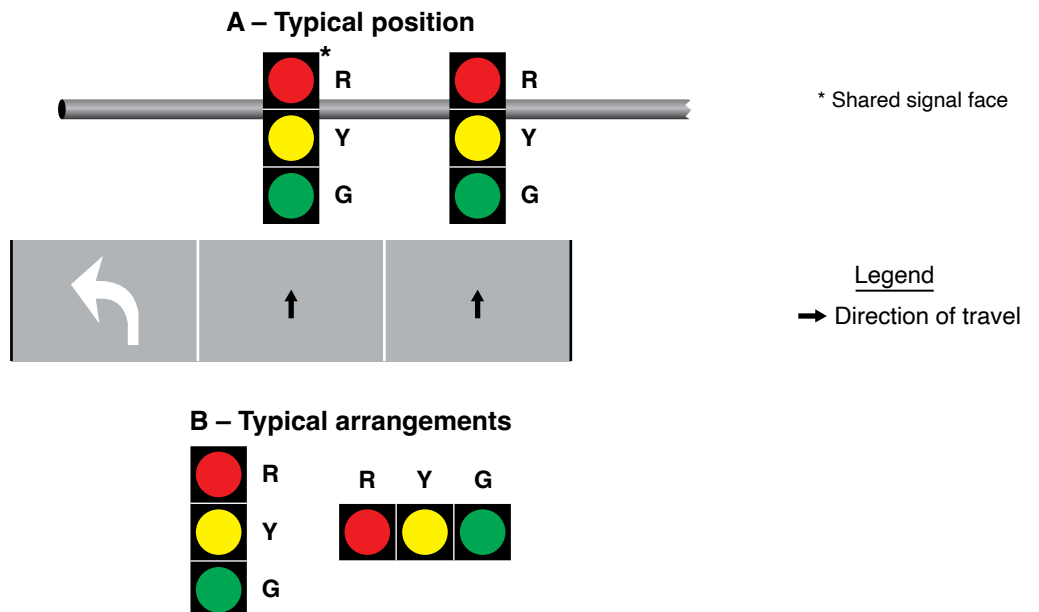 A – Typical position
*
R R
* Shared signal face
Y Y
G G
Legend
Direction of travel
B – Typical arrangements
R
R Y G
Y
G